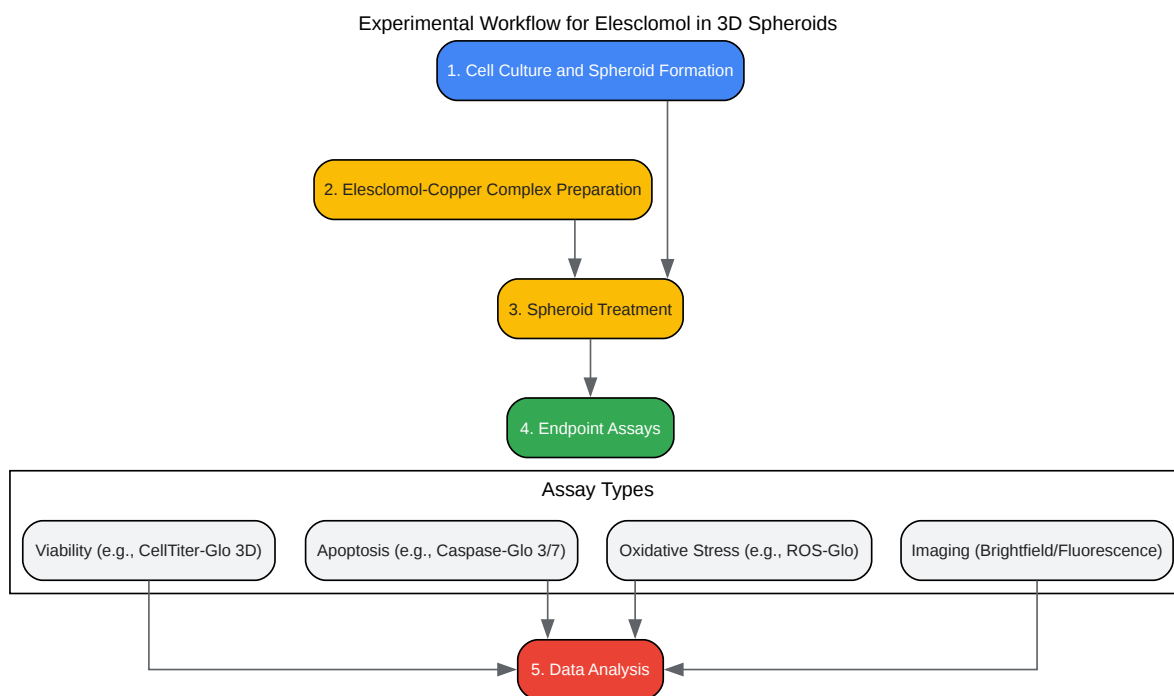 Experimental Workflow for Elesclomol in 3D Spheroids
1. Cell Culture and Spheroid Formation
2. Elesclomol-Copper Complex Preparation
3. Spheroid Treatment
4. Endpoint Assays
Assay Types
Viability (e.g., CellTiter-Glo 3D)
Apoptosis (e.g., Caspase-Glo 3/7)
Oxidative Stress (e.g., ROS-Glo)
Imaging (Brightfield/Fluorescence)
5. Data Analysis